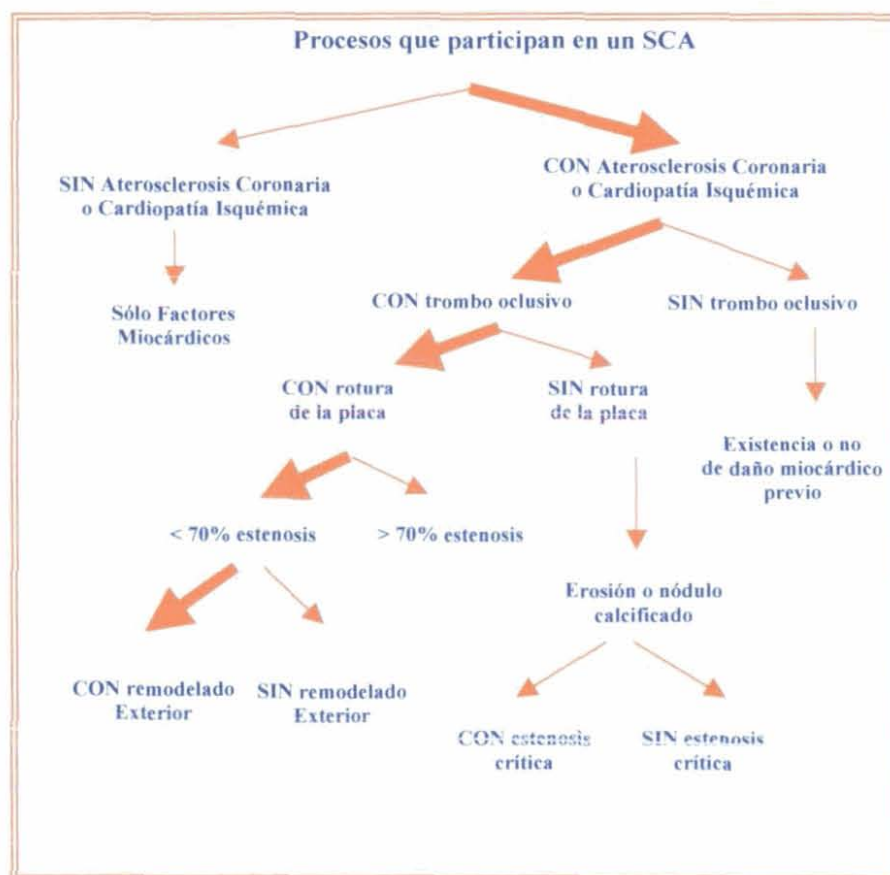 Procesos que participan en un SCA
SIN Aterosclerosis Coronaria
o Cardiopatía Isquémica
CON Aterosclerosis Coronaria
o Cardiopatía Isquémica
Sólo Factores
Miocárdicos
CON trombo oclusivo
SIN trombo oclusivo
CON rotura
de la placa
SIN rotura
de la placa
Existencia o no
de daño miocárdico
previo
< 70% estenosis
> 70% estenosis
Erosión o nódulo
calcificado
CON remodelado
Exterior
SIN remodelado
Exterior
CON estenosis
crítica
SIN estenosis
crítica